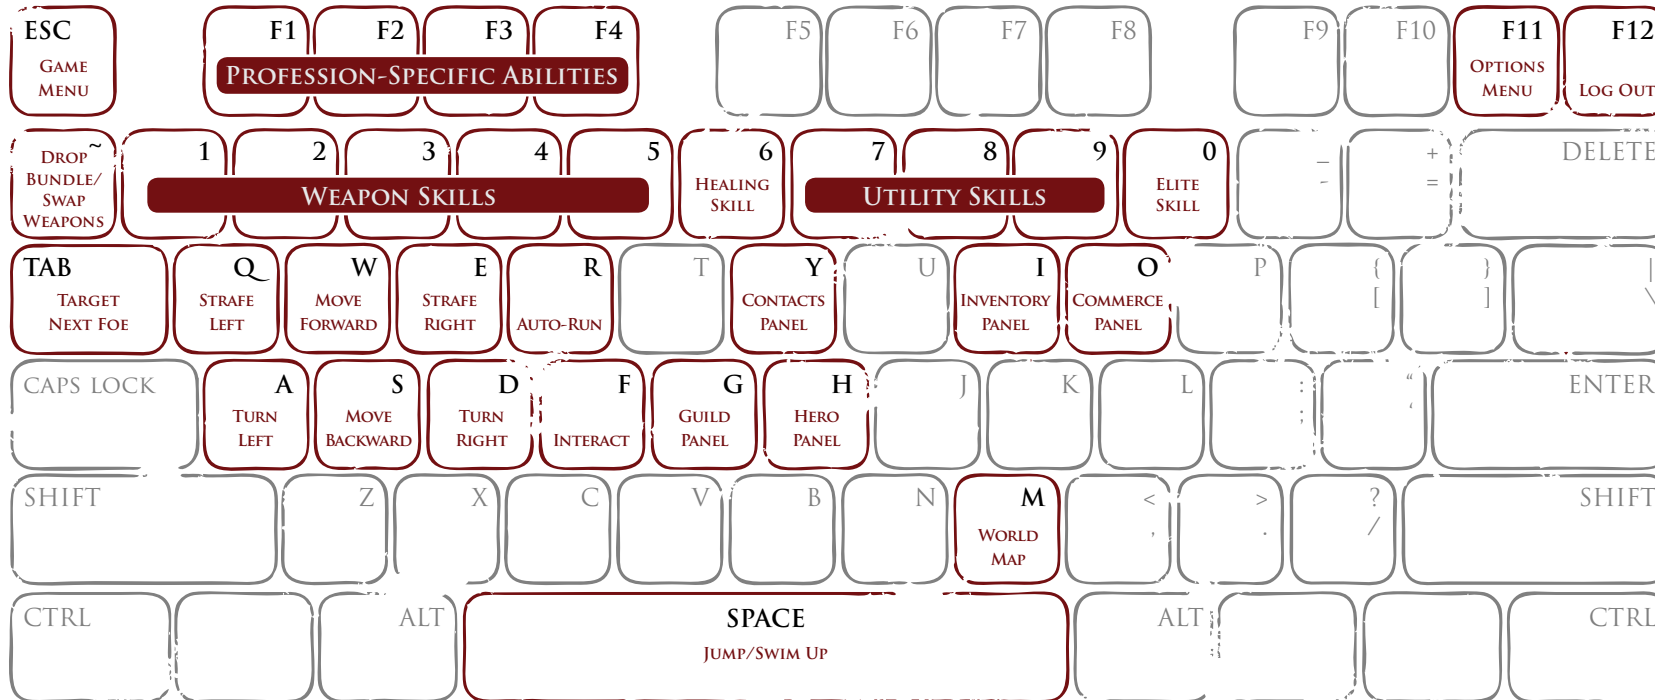 ESC F1 F2 F3 F4 F5 F6 F7 F8 F9 F10 F11 F12
GAME MENU
PROFESSION-SPECIFIC ABILITIES
OPTIONS MENU
LOG OUT
~ 1 2 3 4 5 6 7 8 9 0 _ - + = DELETE
DROP BUNDLE/ SWAP WEAPONS
WEAPON SKILLS
HEALING SKILL
UTILITY SKILLS
ELITE SKILL
TAB Q W E R T Y U I O P { [ } ] | \
TARGET NEXT FOE
STRAFE LEFT
MOVE FORWARD
STRAFE RIGHT
AUTO-RUN
CONTACTS PANEL
INVENTORY PANEL
COMMERCE PANEL
CAPS LOCK A S D F G H J K L : ; “ ‘ ENTER
TURN LEFT
MOVE BACKWARD
TURN RIGHT
INTERACT
GUILD PANEL
HERO PANEL
SHIFT Z X C V B N M < , > . ? / SHIFT
WORLD MAP
CTRL ALT SPACE ALT CTRL
JUMP/SWIM UP